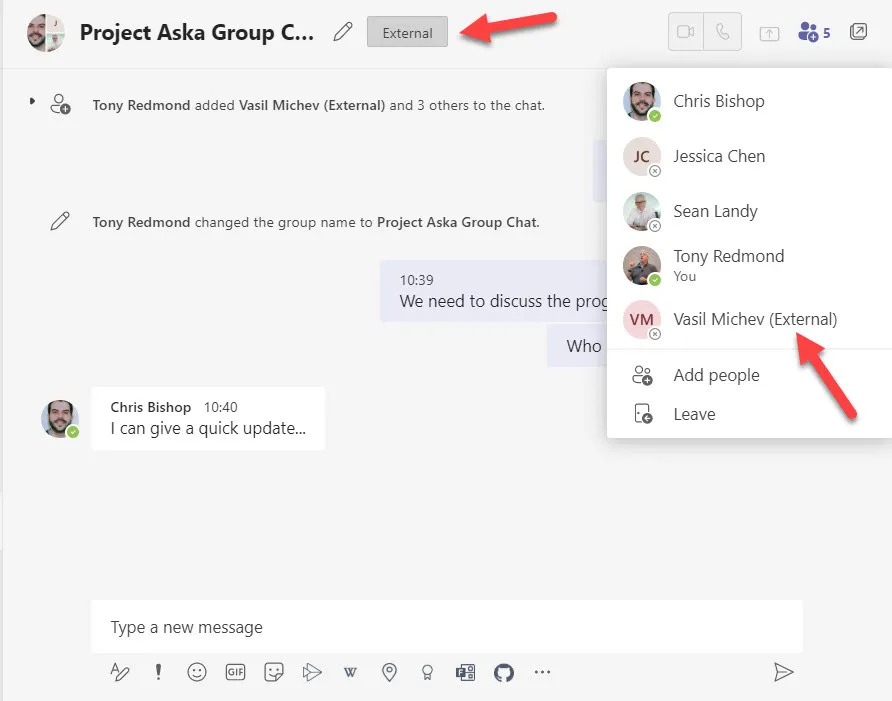 Project Aska Group C...
External
5
Tony Redmond added Vasil Michev (External) and 3 others to the chat.
Tony Redmond changed the group name to Project Aska Group Chat.
10:39
We need to discuss the prog
Who
Chris Bishop 10:40
I can give a quick update...
Chris Bishop
JC
Jessica Chen
Sean Landy
Tony Redmond
You
VM
Vasil Michev (External)
Add people
Leave
Type a new message
GIF
W